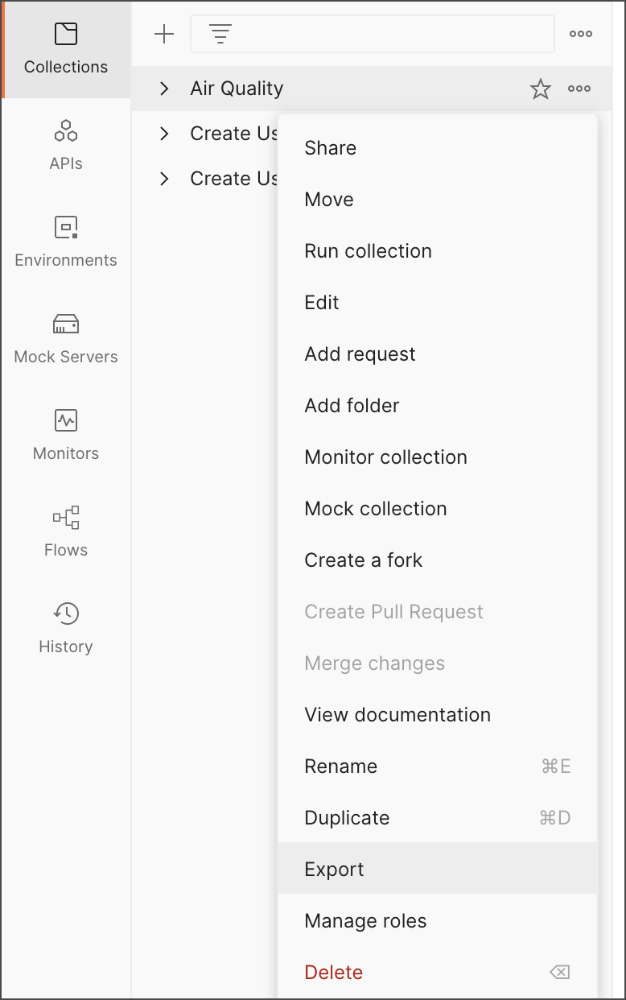 Collections
APIs
Environments
Mock Servers
Monitors
Flows
History
Air Quality
Create Us
Create Us
Share
Move
Run collection
Edit
Add request
Add folder
Monitor collection
Mock collection
Create a fork
Create Pull Request
Merge changes
View documentation
Rename ⌘E
Duplicate ⌘D
Export
Manage roles
Delete ⌫